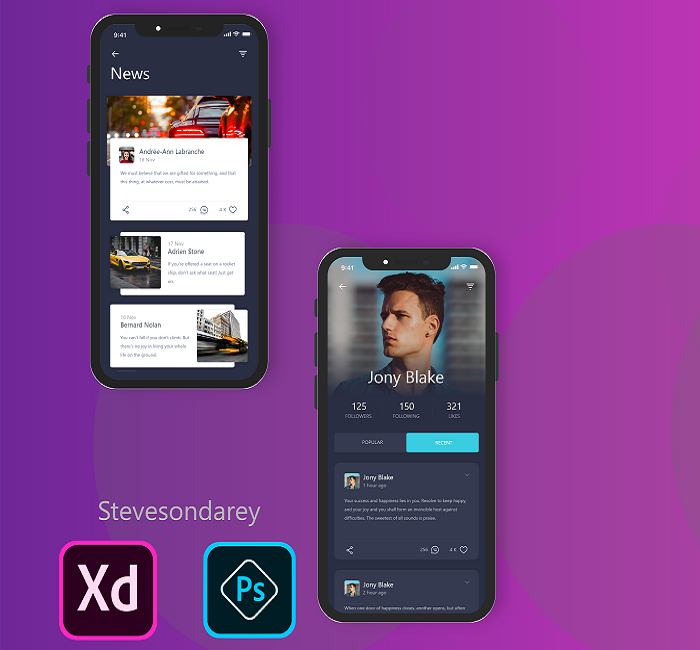 9:41
News
Andrée-Ann Labranche
18 Nov
We must believe that we are gifted for something, and that
this thing, at whatever cost, must be attained.
256
4 K
17 Nov
Adrien Stone
If you're offered a seat on a rocket
ship, don't ask what seat! Just get
on.
18 Nov
Bernard Nolan
You can't fall if you don't climb. But
there's no joy in living your whole
life on the ground.
9:41
Jony Blake
125
150
321
FOLLOWERS
FOLLOWING
LIKES
POPULAR
RECENT
Jony Blake
1 hour ago
Your success and happiness lies in you. Resolve to keep happy,
and your joy and you shall form an invincible host against
difficulties. The sweetest of all sounds is praise.
256
4 K
Jony Blake
2 hour ago
When one door of happiness closes, another opens, but often
Stevesondarey
Xd
Ps